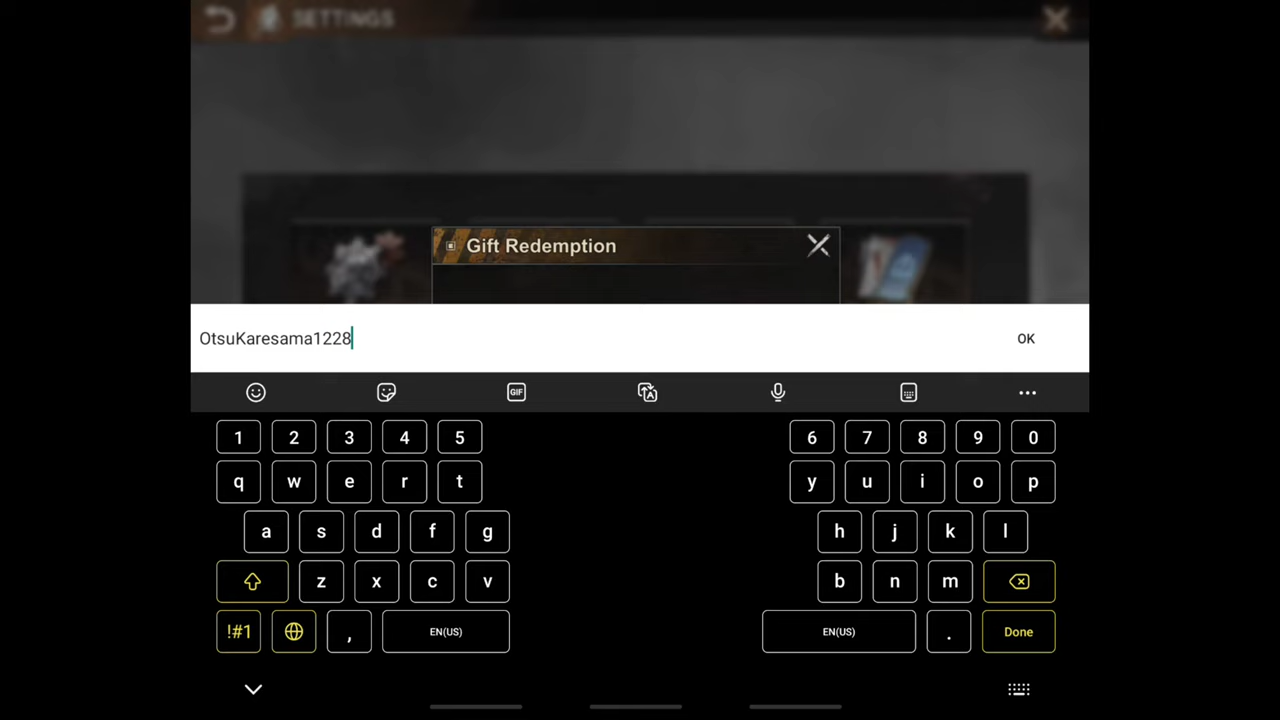 SETTINGS
Gift Redemption
OtsuKaresama1228
OK
GIF
1 2 3 4 5 6 7 8 9 0
q w e r t y u i o p
a s d f g h j k l
z x c v b n m
!#1 , EN(US) EN(US) . Done